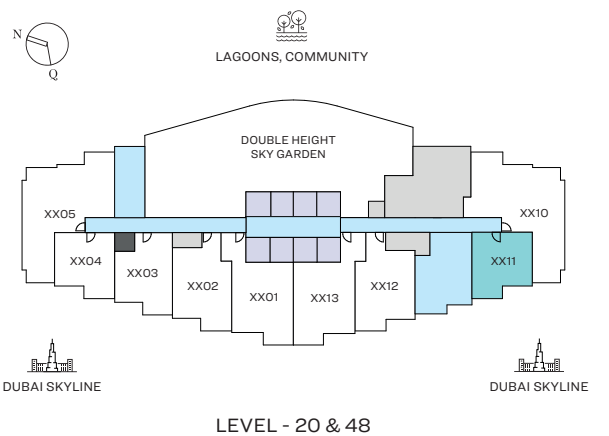 N
Q
LAGOONS, COMMUNITY
DOUBLE HEIGHT
SKY GARDEN
XX05
XX10
XX04
XX03
XX02
XX01
XX13
XX12
XX11
DUBAI SKYLINE
DUBAI SKYLINE
LEVEL - 20 & 48